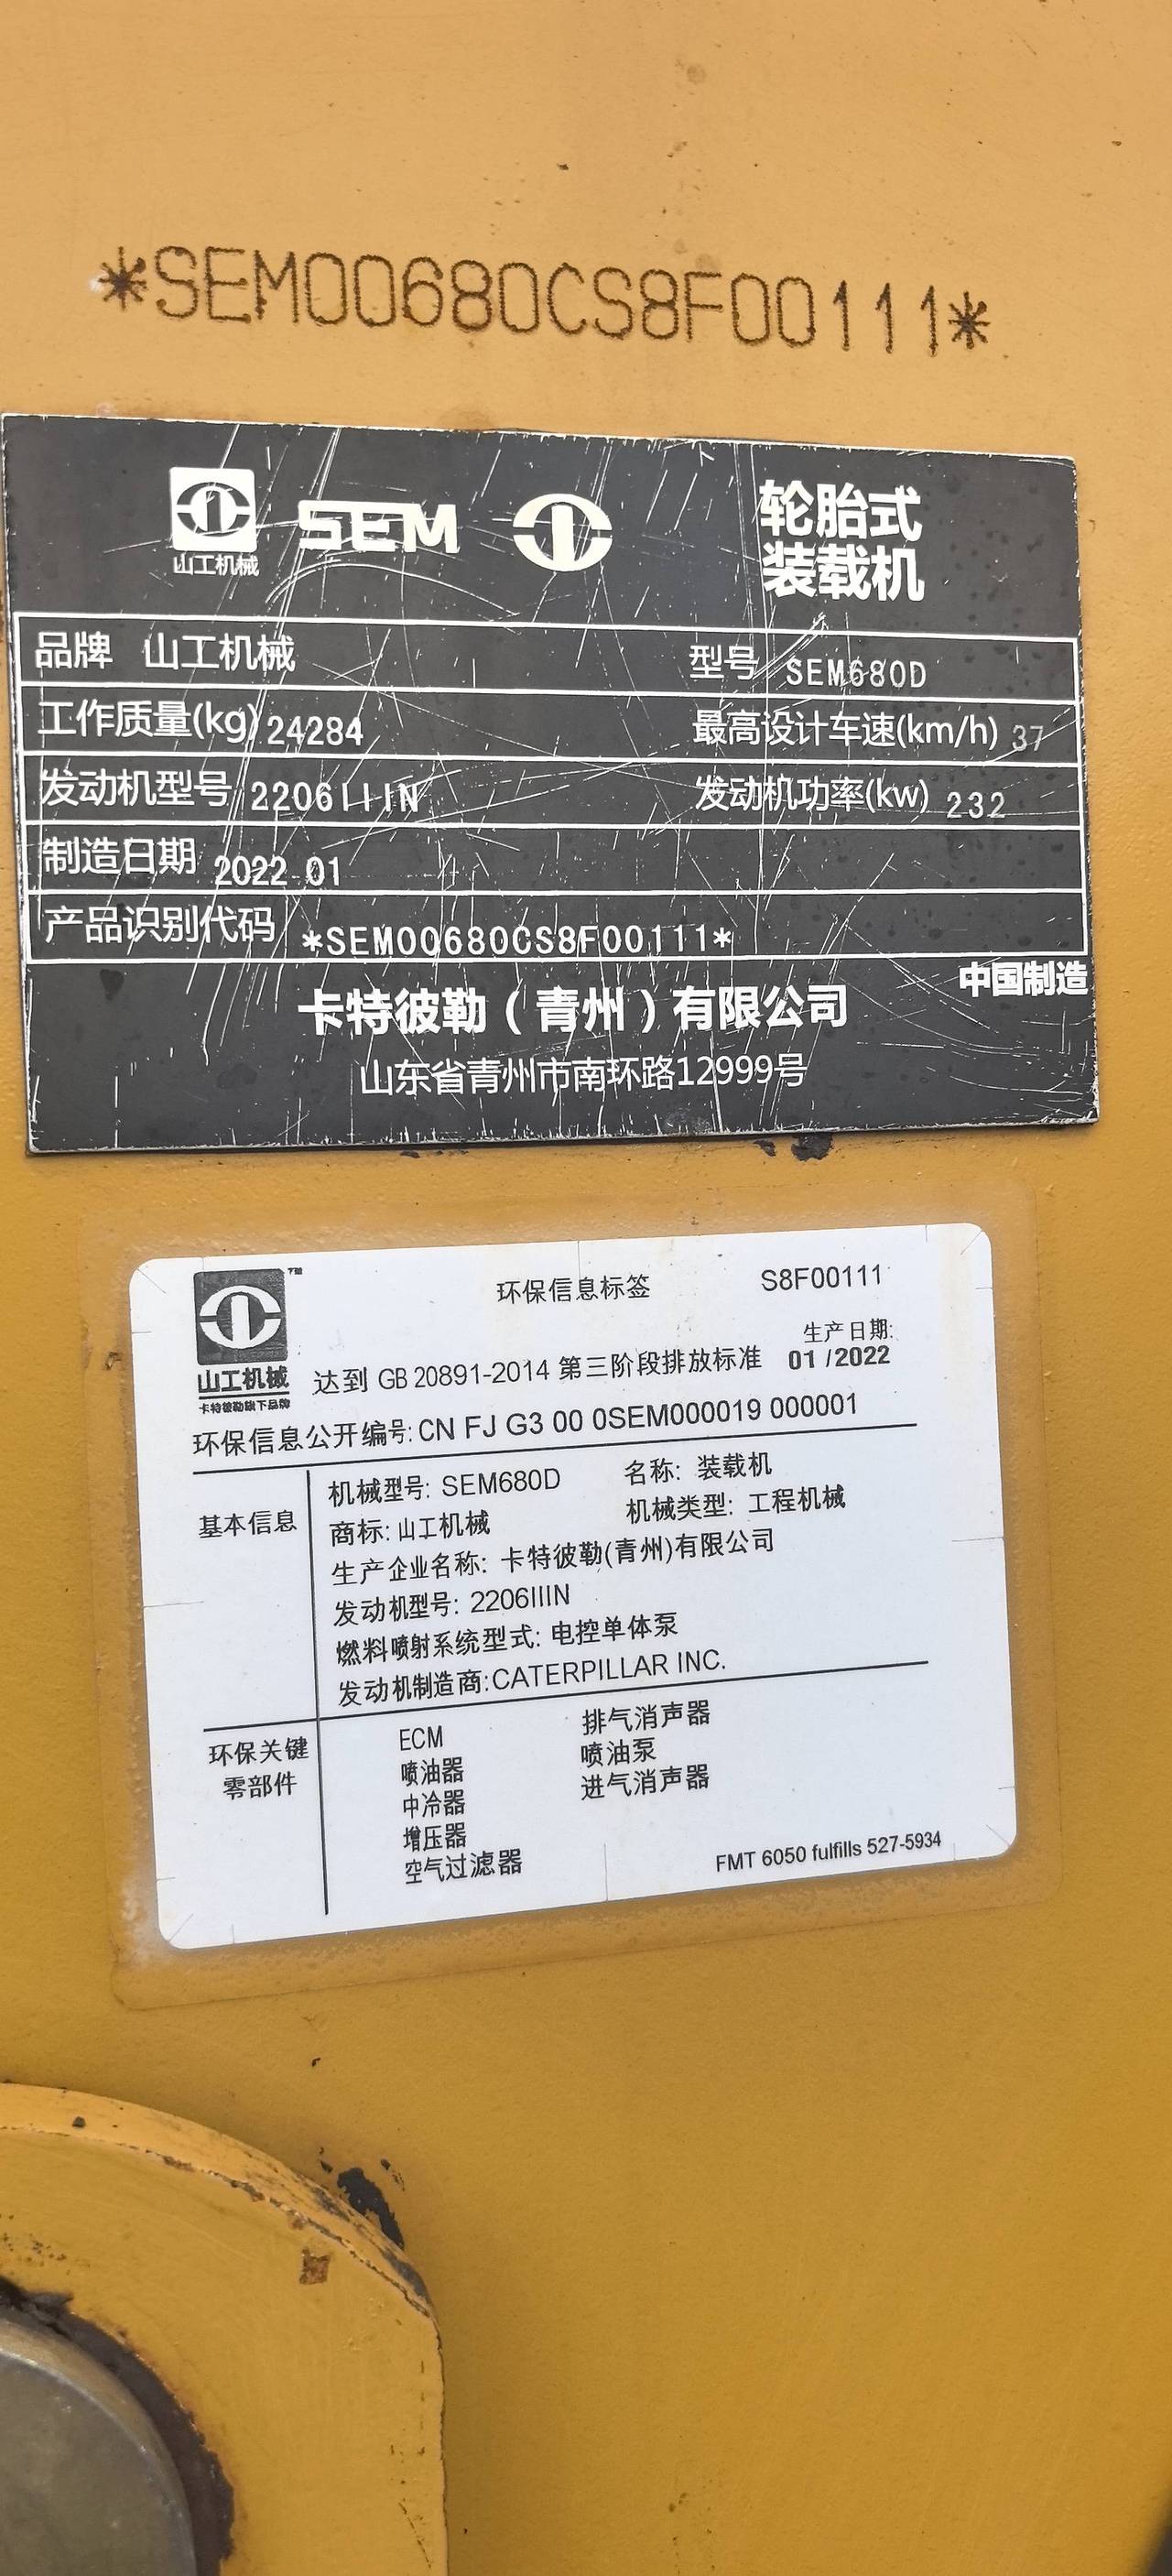 *SEM00680CS8F00111*
山工机械
SEM
轮胎式
装载机
品牌 山工机械 型号 SEM680D
工作质量(kg) 24284 最高设计车速(km/h) 37
发动机型号 2206IIIN 发动机功率(kw) 232
制造日期 2022 01
产品识别代码 *SEM00680CS8F00111*
中国制造
卡特彼勒(青州)有限公司
山东省青州市南环路12999号
环保信息标签 S8F00111
生产日期:
山工机械
卡特彼勒旗下品牌
达到 GB 20891-2014 第三阶段排放标准 01 /2022
环保信息公开编号: CN FJ G3 00 0SEM000019 000001
基本信息
机械型号: SEM680D 名称: 装载机
商标: 山工机械 机械类型: 工程机械
生产企业名称: 卡特彼勒(青州)有限公司
发动机型号: 2206IIIN
燃料喷射系统型式: 电控单体泵
发动机制造商:CATERPILLAR INC.
环保关键
零部件
ECM 排气消声器
喷油器 喷油泵
中冷器 进气消声器
增压器
空气过滤器
FMT 6050 fulfills 527-5934